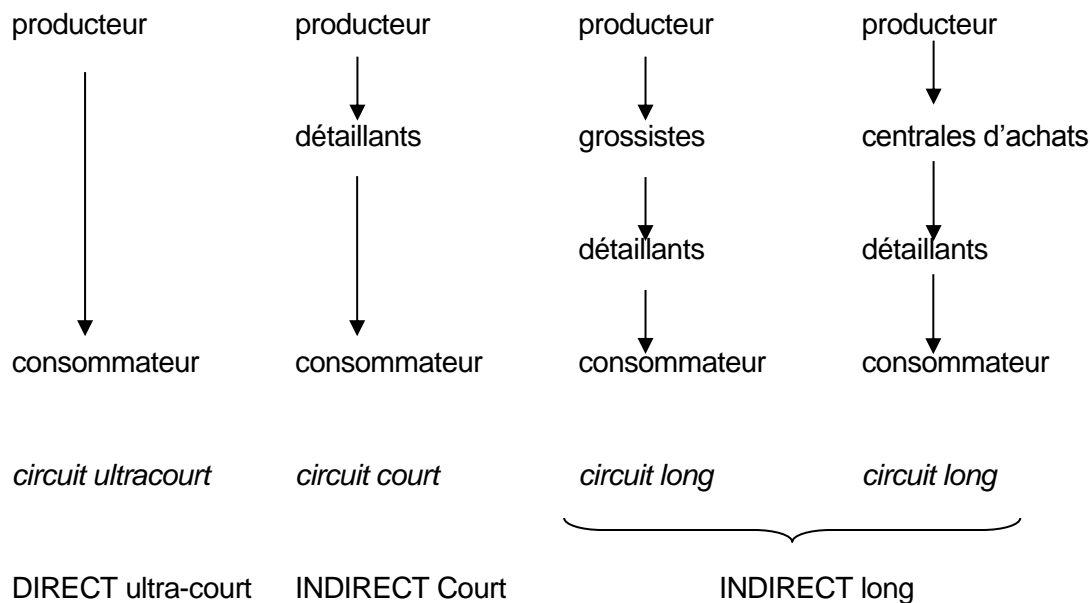 producteur producteur producteur producteur
détaillants grossistes centrales d'achats
détaillants détaillants
consommateur consommateur consommateur consommateur
circuit ultracourt circuit court circuit long circuit long
DIRECT ultra-court INDIRECT Court INDIRECT long